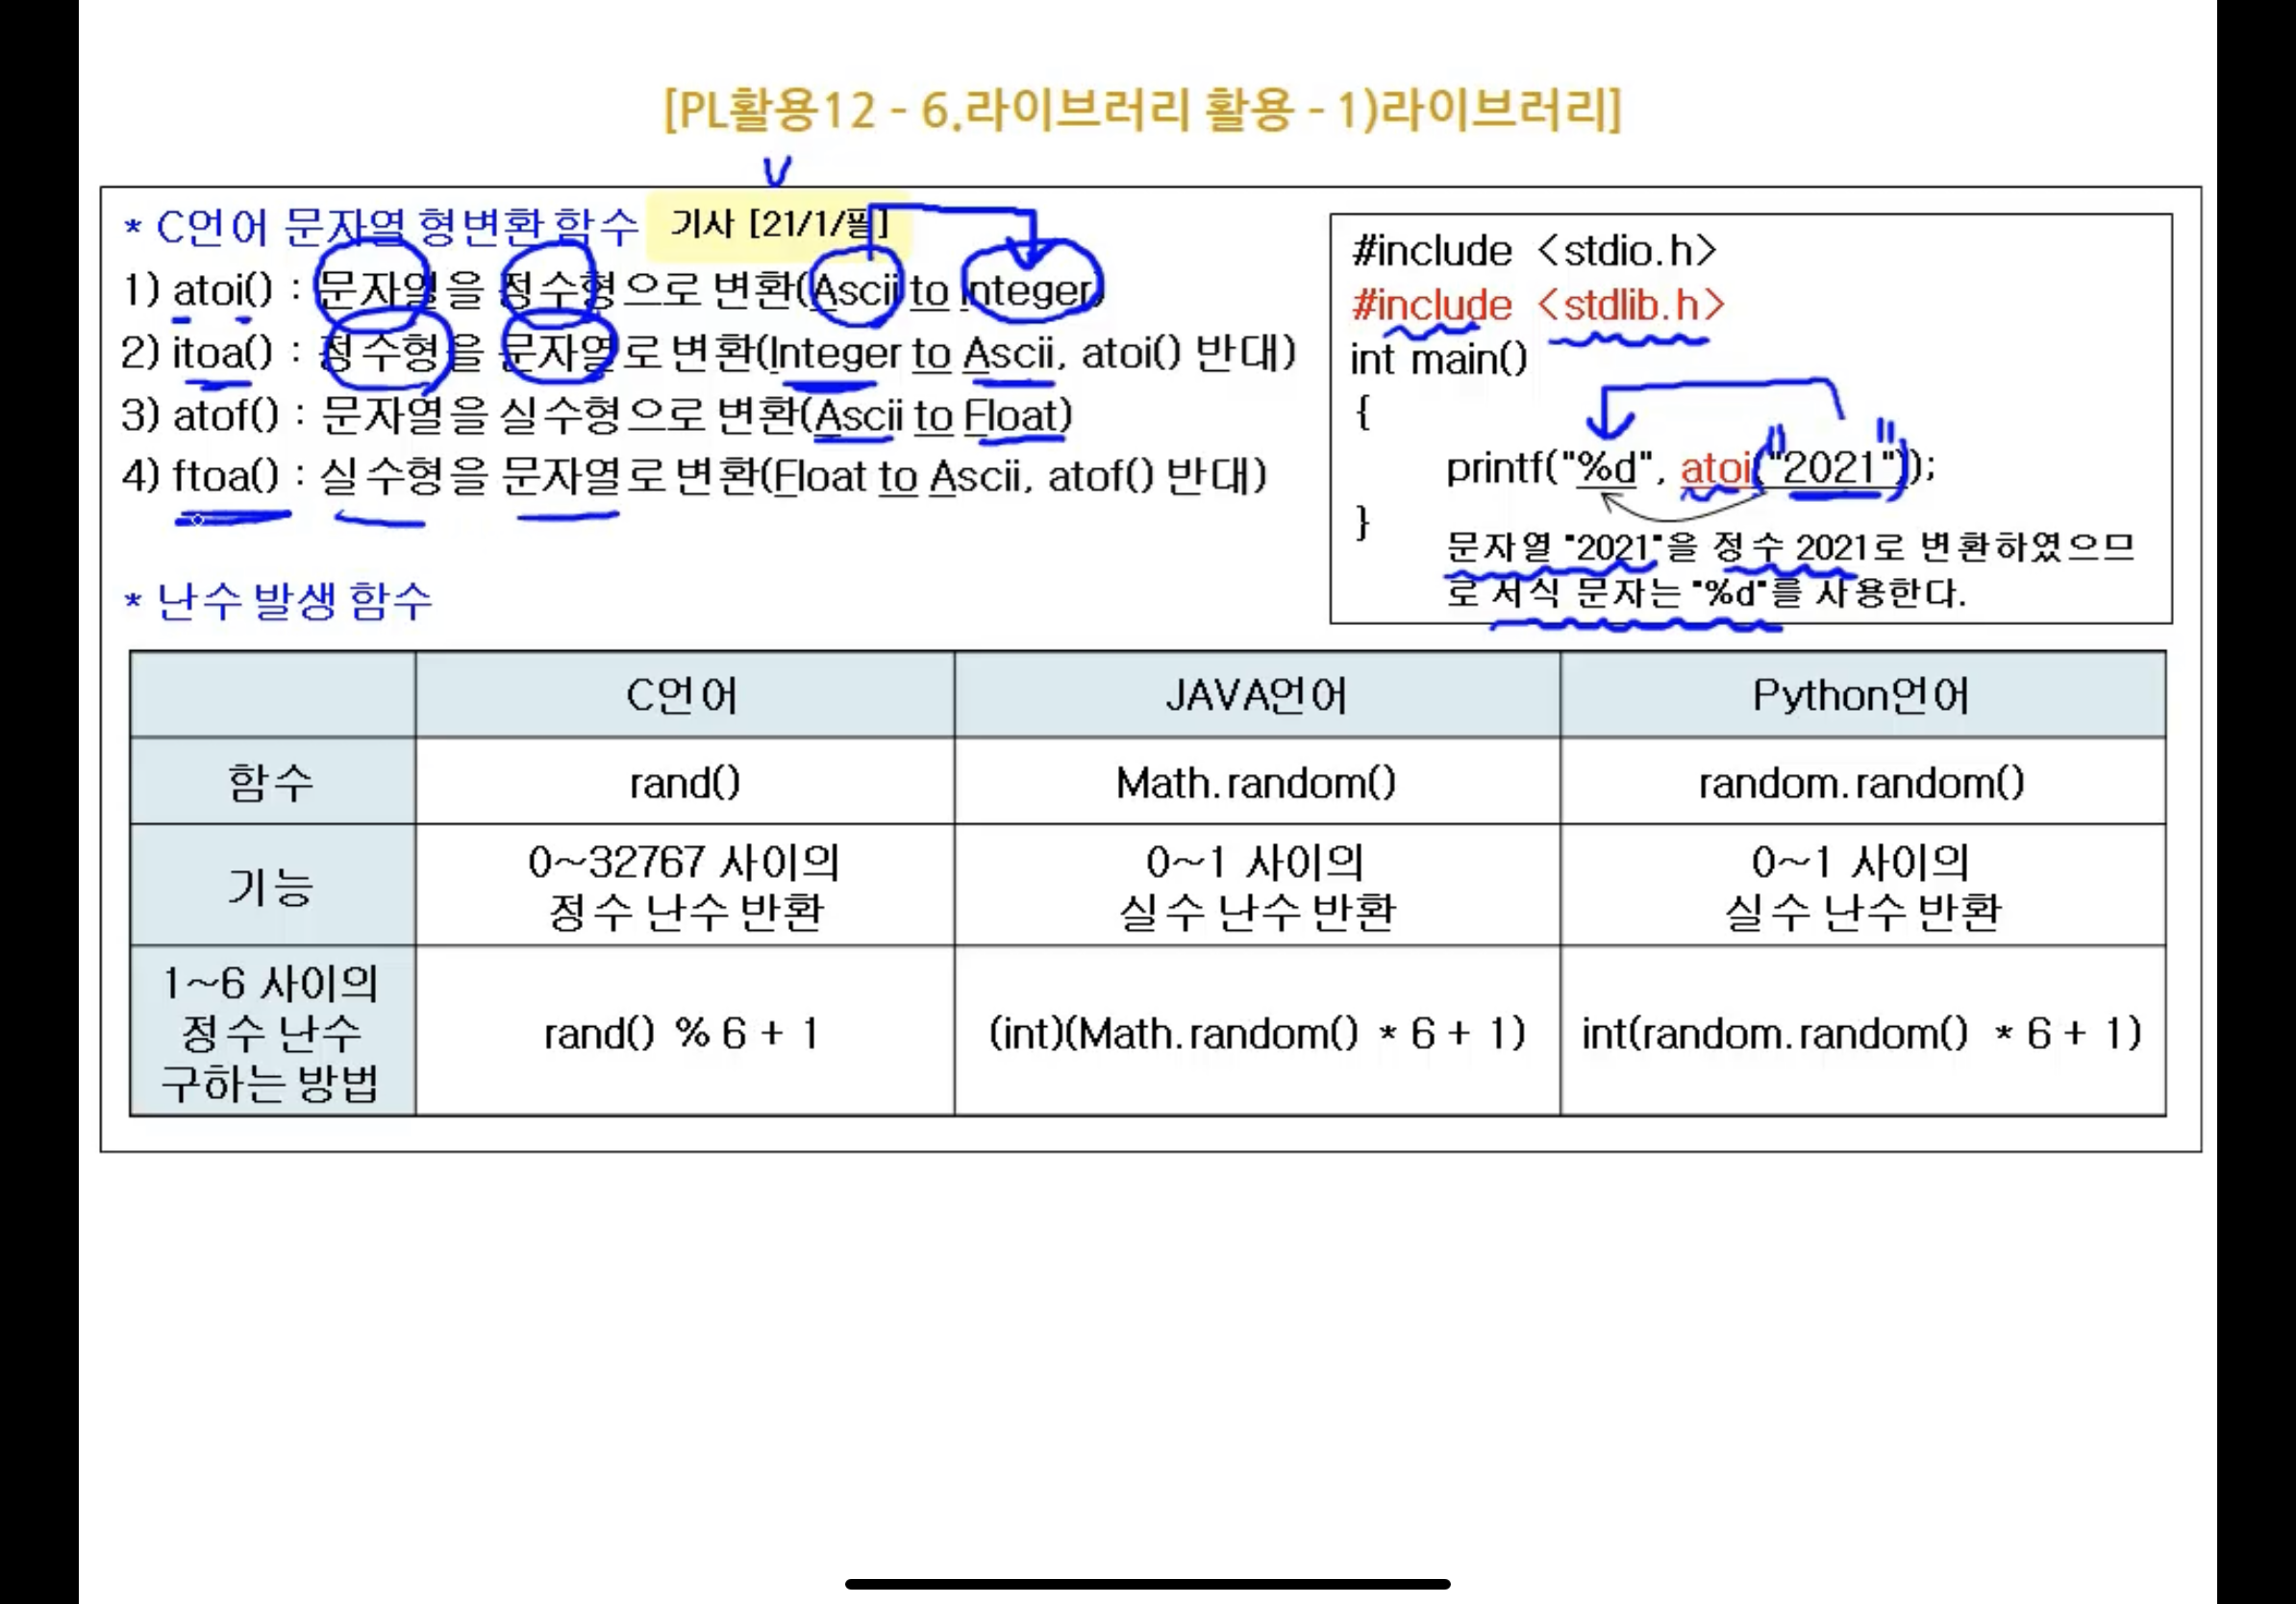 [PL활용12 - 6.라이브러리 활용 - 1)라이브러리]
* C언어 문자열 형변환 함수 기사 [21/1/필]
1) atoi() : 문자열을 정수형으로 변환(Ascii to Integer)
2) itoa() : 정수형을 문자열로 변환(Integer to Ascii, atoi() 반대)
3) atof() : 문자열을 실수형으로 변환(Ascii to Float)
4) ftoa() : 실수형을 문자열로 변환(Float to Ascii, atof() 반대)
#include <stdio.h>
#include <stdlib.h>
int main()
{
printf("%d", atoi("2021"));
}
문자열 "2021"을 정수 2021로 변환하였으므
로 서식 문자는 "%d"를 사용한다.
* 난수 발생 함수
C언어 JAVA언어 Python언어
함수 rand() Math.random() random.random()
기능
0~32767 사이의
정수 난수 반환
0~1 사이의
실수 난수 반환
0~1 사이의
실수 난수 반환
1~6 사이의
정수 난수
구하는 방법
rand() % 6 + 1 (int)(Math.random() * 6 + 1) int(random.random() * 6 + 1)